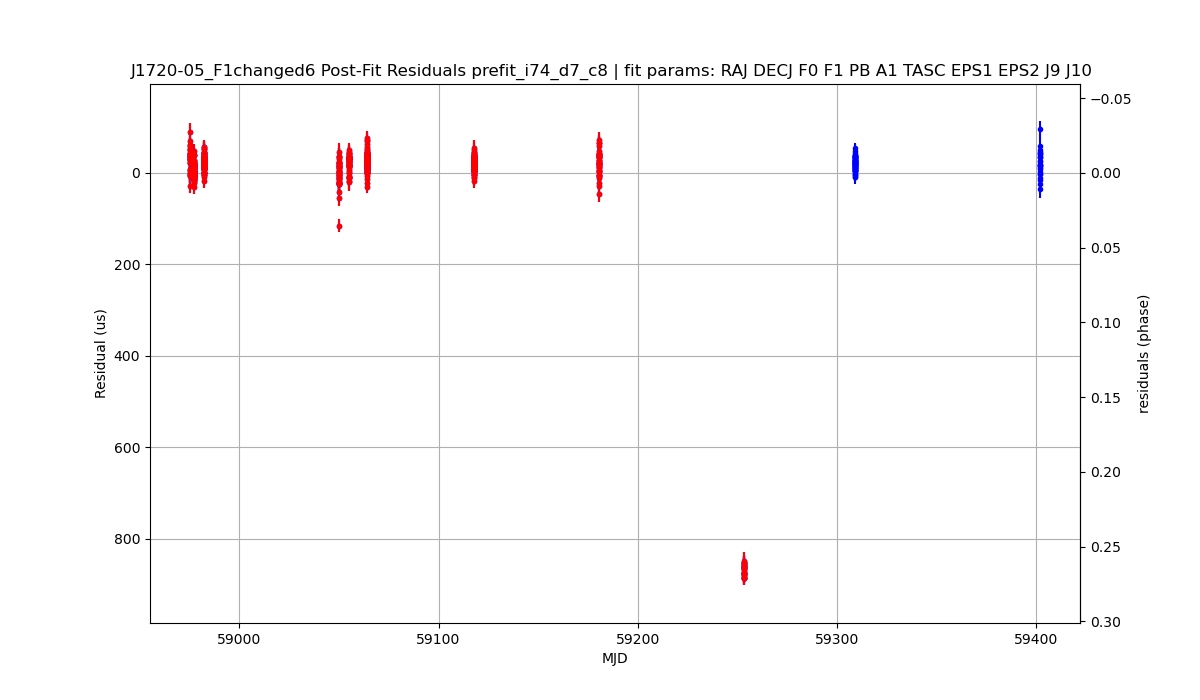 J1720-05_F1changed6 Post-Fit Residuals prefit_i74_d7_c8 | fit params: RAJ DECJ F0 F1 PB A1 TASC EPS1 EPS2 J9 J10
−0.05
0 0.00
0.05
200
0.10
Residual (us)
residuals (phase)
400
0.15
600
0.20
800
0.25
0.30
59000 59100 59200 59300 59400
MJD